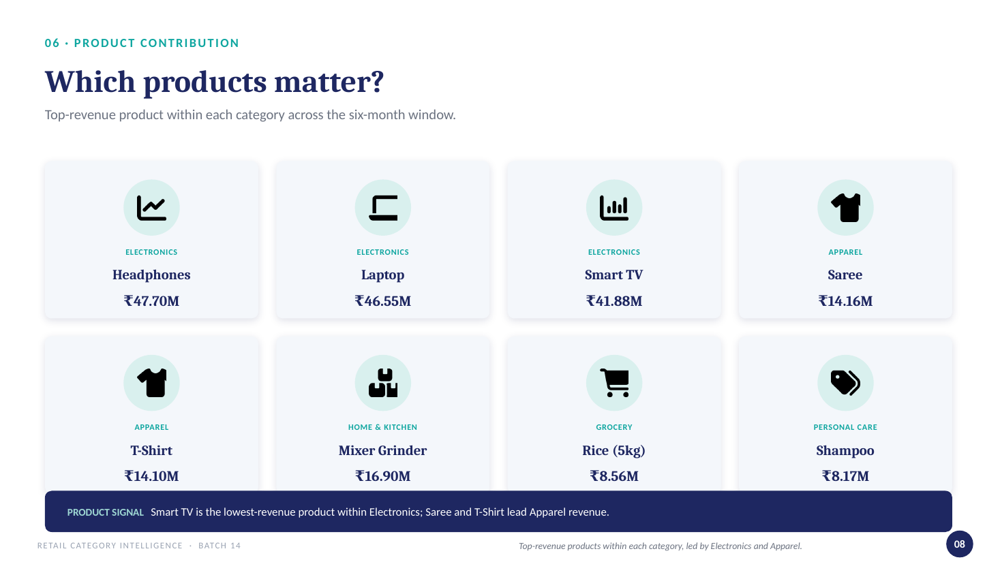 06 · PRODUCT CONTRIBUTION
Which products matter?
Top-revenue product within each category across the six-month window.
ELECTRONICS
Headphones
₹47.70M
ELECTRONICS
Laptop
₹46.55M
ELECTRONICS
Smart TV
₹41.88M
APPAREL
Saree
₹14.16M
APPAREL
T-Shirt
₹14.10M
HOME & KITCHEN
Mixer Grinder
₹16.90M
GROCERY
Rice (5kg)
₹8.56M
PERSONAL CARE
Shampoo
₹8.17M
PRODUCT SIGNAL Smart TV is the lowest-revenue product within Electronics; Saree and T-Shirt lead Apparel revenue.
RETAIL CATEGORY INTELLIGENCE · BATCH 14
Top-revenue products within each category, led by Electronics and Apparel.
08